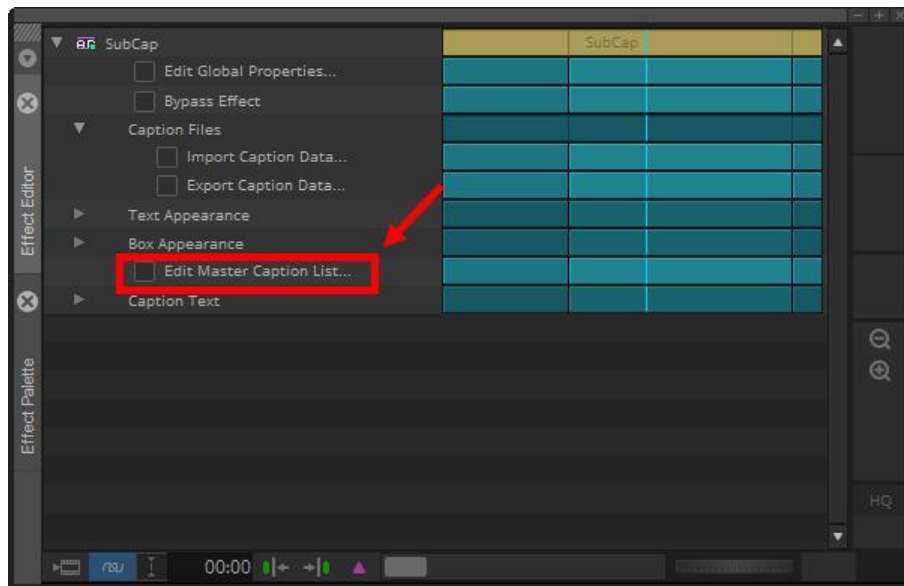 SubCap
SubCap
Edit Global Properties...
Bypass Effect
Caption Files
Import Caption Data...
Export Caption Data...
Text Appearance
Box Appearance
Edit Master Caption List...
Caption Text
Effect Editor
Effect Palette
HQ
00:00